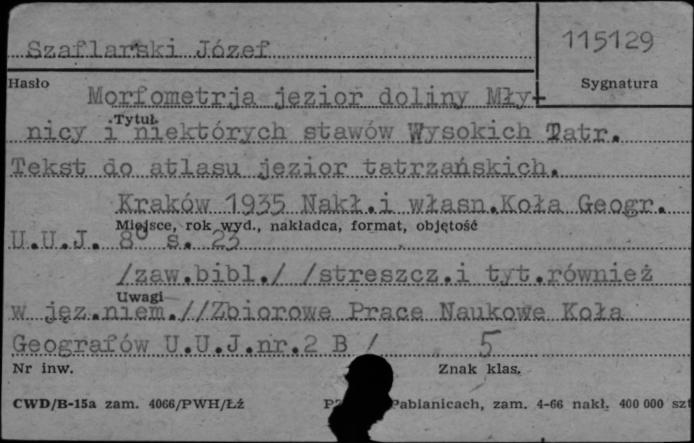 Szaflarski Józef
115129
Hasło
Sygnatura
Morfometrja jezior doliny Mły-
Tytuł
nicy i niektórych stawów Wysokich Tatr.
Tekst do atlasu jezior tatrzańskich.
Kraków 1935 Nakł.i własn.Koła Geogr.
Miejsce, rok wyd., nakładca, format, objętość
U.U.J. 8° s. 23
/zaw.bibl./ /streszcz.i tyt.również
Uwagi
w jęz.niem.//Zbiorowe Prace Naukowe Koła
Geografów U.U.J.nr.2 B / 5
Nr inw.
Znak klas.
CWD/B-15a zam. 4066/PWH/Łź
Pabianicach, zam. 4-66 nakł. 400 000 szt